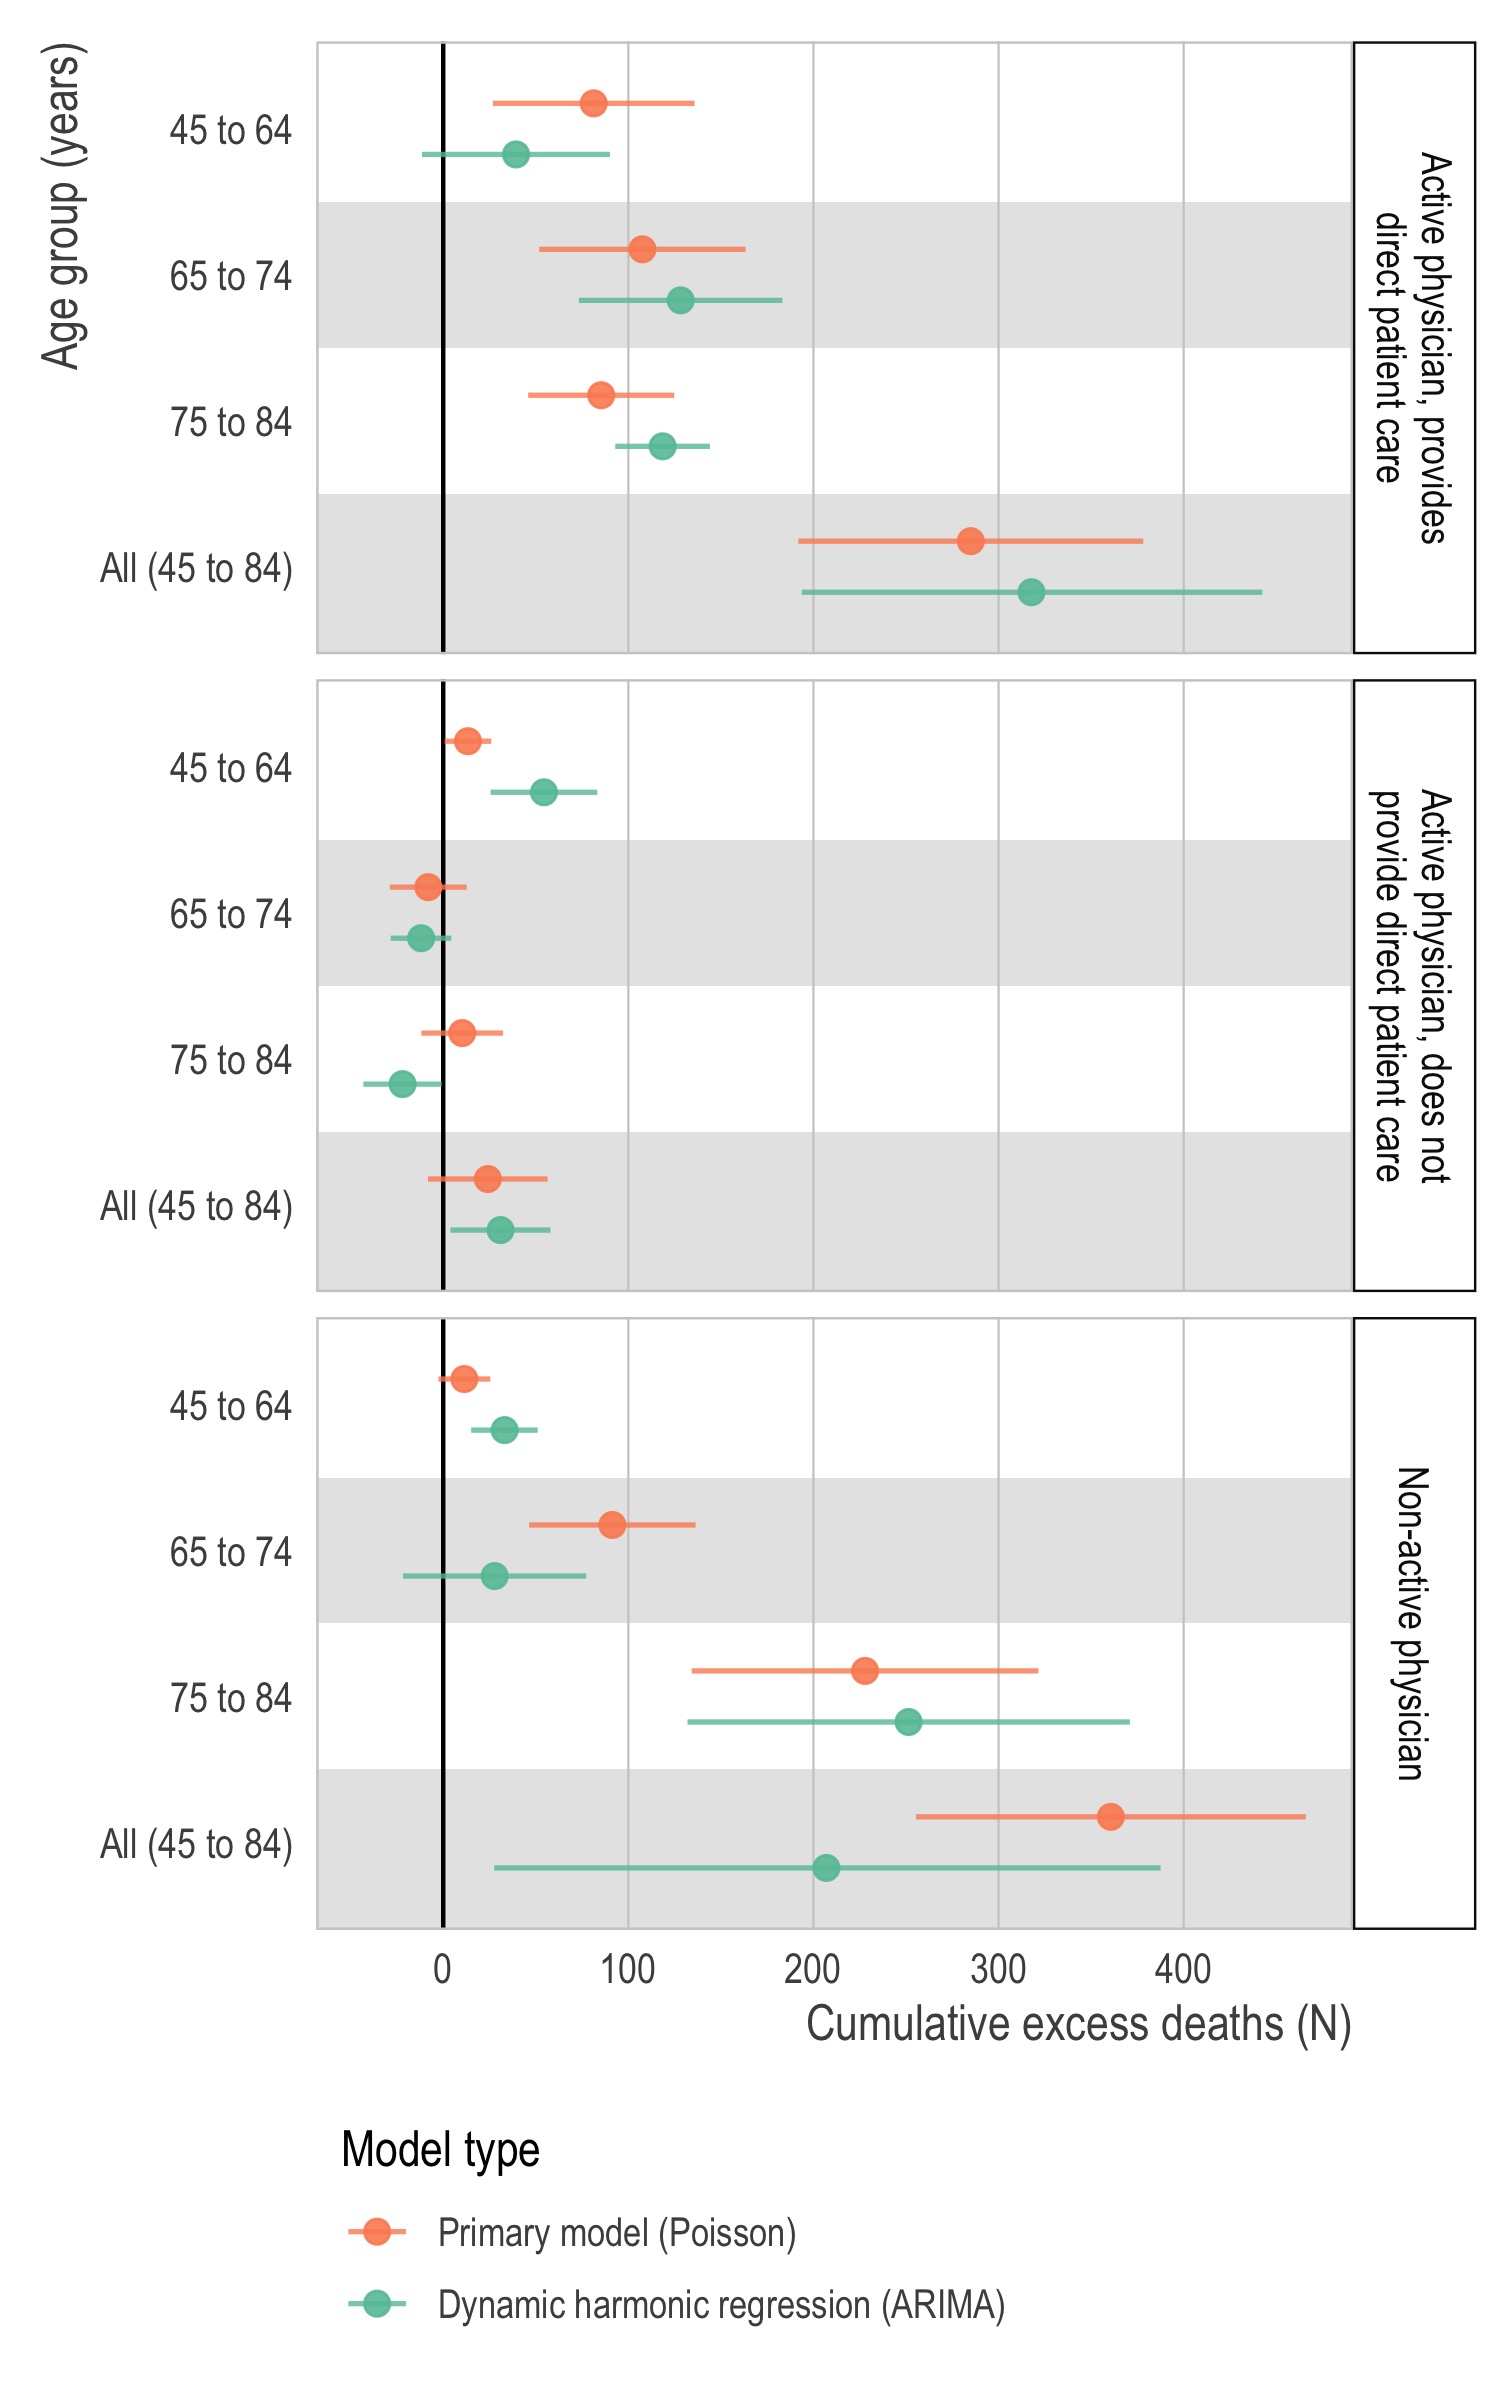 Age group (years)
45 to 64
65 to 74
75 to 84
All (45 to 84)
Active physician, provides
direct patient care
45 to 64
65 to 74
75 to 84
All (45 to 84)
Active physician, does not
provide direct patient care
45 to 64
65 to 74
75 to 84
All (45 to 84)
Non-active physician
0 100 200 300 400
Cumulative excess deaths (N)
Model type
Primary model (Poisson)
Dynamic harmonic regression (ARIMA)